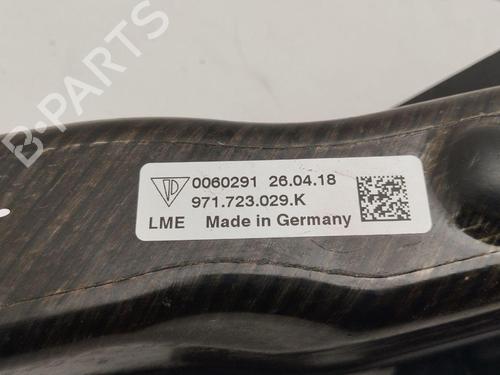 0060291 26.04.18
971.723.029.K
LME Made in Germany
B-PARTS